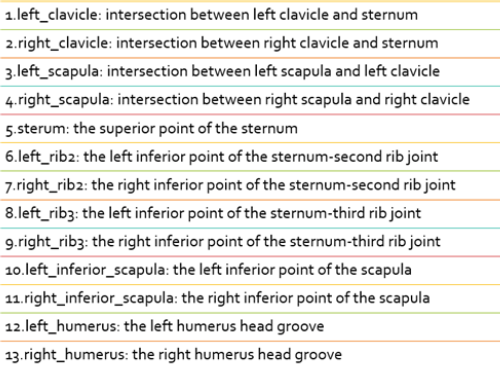 1.left_clavicle: intersection between left clavicle and sternum
2.right_clavicle: intersection between right clavicle and sternum
3.left_scapula: intersection between left scapula and left clavicle
4.right_scapula: intersection between right scapula and right clavicle
5.sterum: the superior point of the sternum
6.left_rib2: the left inferior point of the sternum-second rib joint
7.right_rib2: the right inferior point of the sternum-second rib joint
8.left_rib3: the left inferior point of the sternum-third rib joint
9.right_rib3: the right inferior point of the sternum-third rib joint
10.left_inferior_scapula: the left inferior point of the scapula
11.right_inferior_scapula: the right inferior point of the scapula
12.left_humerus: the left humerus head groove
13.right_humerus: the right humerus head groove